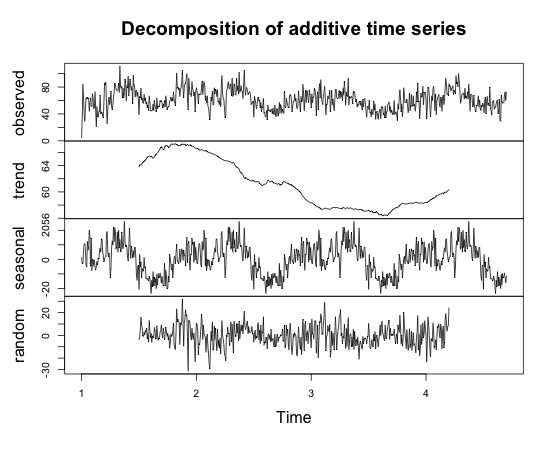 Decomposition of additive time series
observed
0 40 80
trend
56 60 64
seasonal
-20 0 20
random
-30 0 20
1 2 3 4
Time